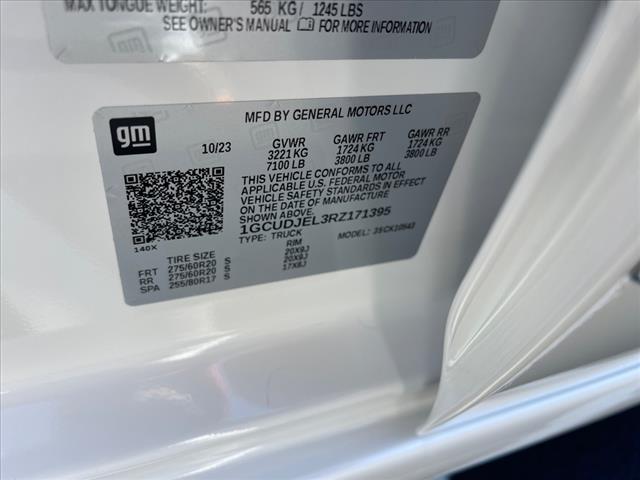 MAX TONGUE WEIGHT: 565 KG / 1245 LBS
SEE OWNER'S MANUAL FOR MORE INFORMATION
gm
MFD BY GENERAL MOTORS LLC
10/23 GVWR GAWR FRT GAWR RR
3221 KG 1724 KG 1724 KG
7100 LB 3800 LB 3800 LB
THIS VEHICLE CONFORMS TO ALL
APPLICABLE U.S. FEDERAL MOTOR
VEHICLE SAFETY STANDARDS IN EFFECT
ON THE DATE OF MANUFACTURE
SHOWN ABOVE.
1GCUDJEL3RZ171395
TYPE: TRUCK MODEL:
140X
TIRE SIZE RIM
FRT 275/60R20 S 20X9J
RR 275/60R20 S 20X9J
SPA 255/80R17 S 17X8J